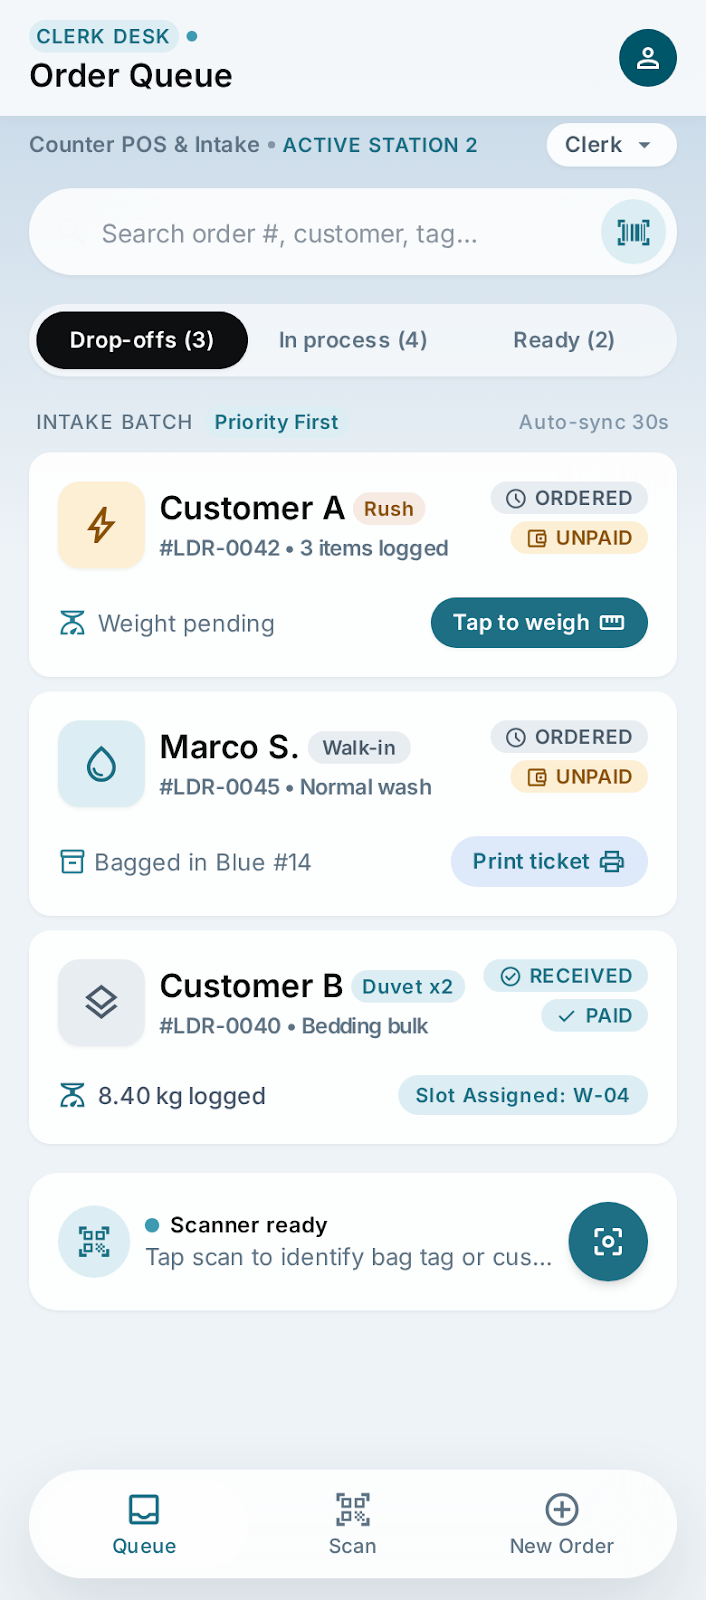 CLERK DESK
Order Queue
Counter POS & Intake • ACTIVE STATION 2
Clerk
Search order #, customer, tag...
Drop-offs (3)
In process (4)
Ready (2)
INTAKE BATCH
Priority First
Auto-sync 30s
Customer A
Rush
ORDERED
#LDR-0042 • 3 items logged
UNPAID
Weight pending
Tap to weigh
Marco S.
Walk-in
ORDERED
#LDR-0045 • Normal wash
UNPAID
Bagged in Blue #14
Print ticket
Customer B
Duvet x2
RECEIVED
#LDR-0040 • Bedding bulk
PAID
8.40 kg logged
Slot Assigned: W-04
Scanner ready
Tap scan to identify bag tag or cus...
Queue
Scan
New Order